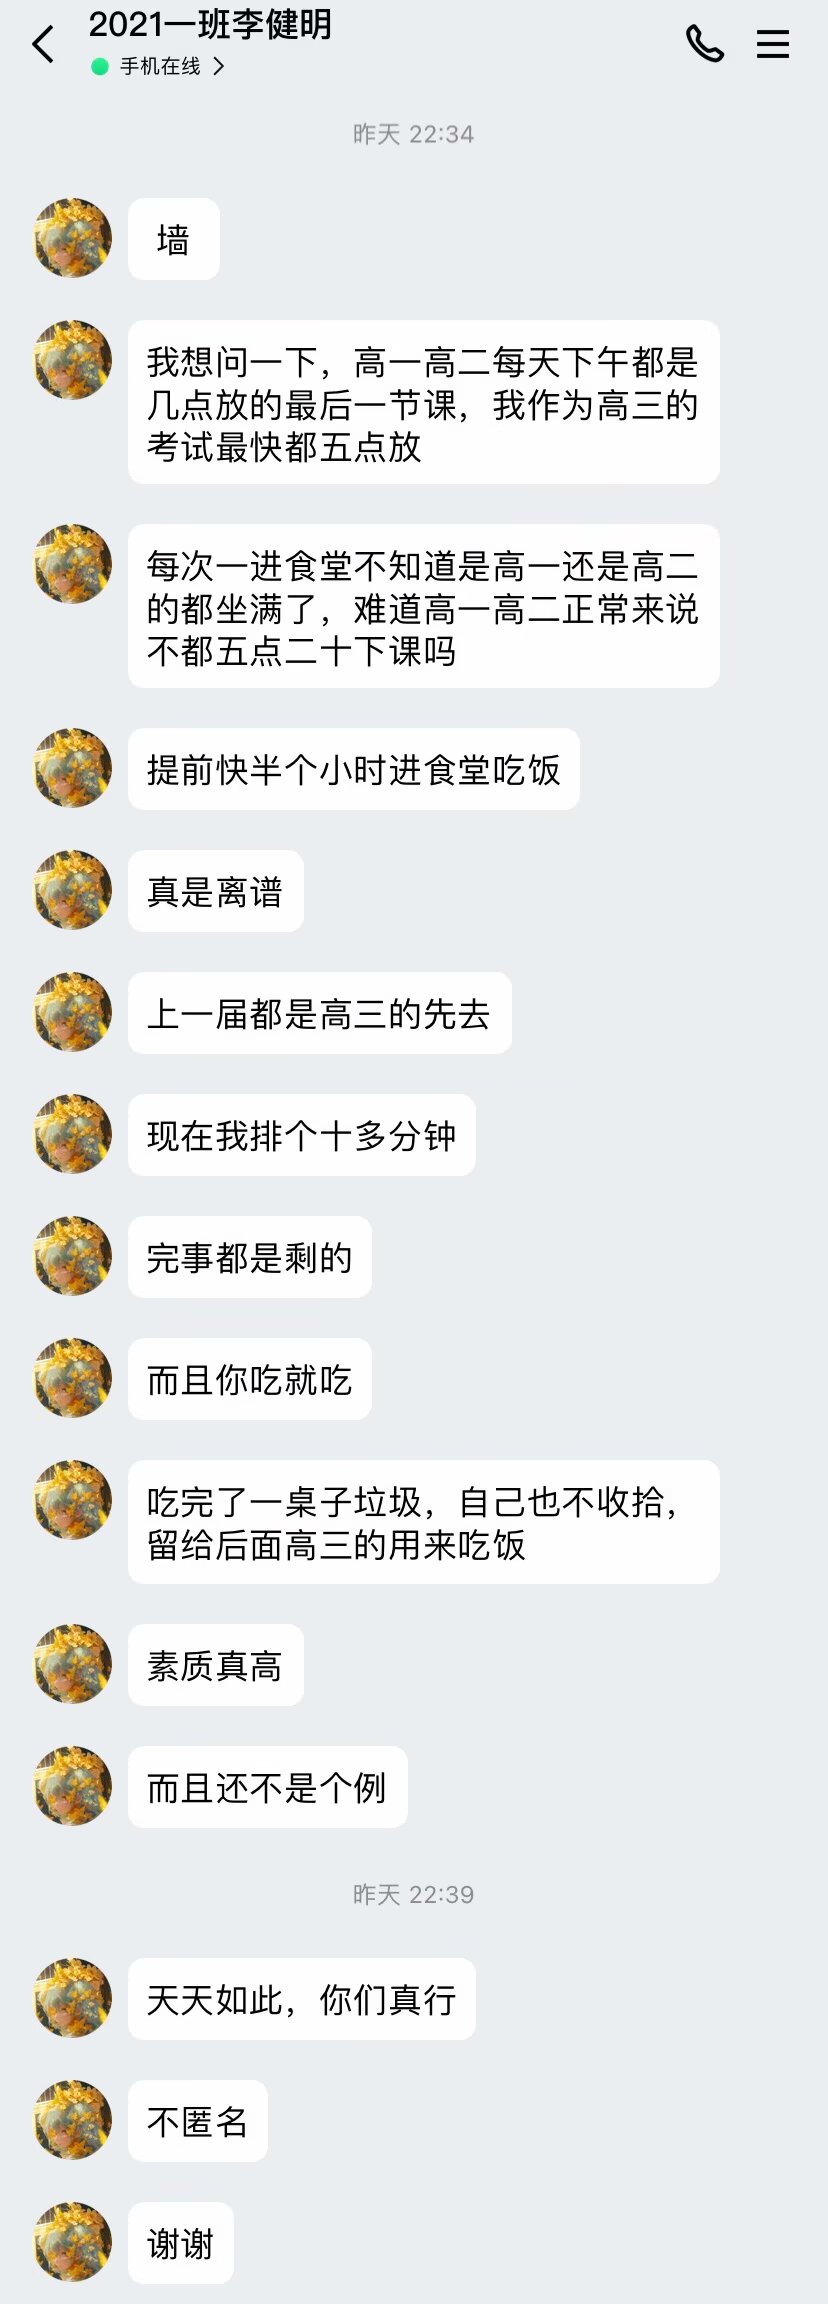 2021一班李健明
手机在线
昨天 22:34
墙
我想问一下，高一高二每天下午都是
几点放的最后一节课，我作为高三的
考试最快都五点放
每次一进食堂不知道是高一还是高二
的都坐满了，难道高一高二正常来说
不都五点二十下课吗
提前快半个小时进食堂吃饭
真是离谱
上一届都是高三的先去
现在我排个十多分钟
完事都是剩的
而且你吃就吃
吃完了一桌子垃圾，自己也不收拾，
留给后面高三的用来吃饭
素质真高
而且还不是个例
昨天 22:39
天天如此，你们真行
不匿名
谢谢